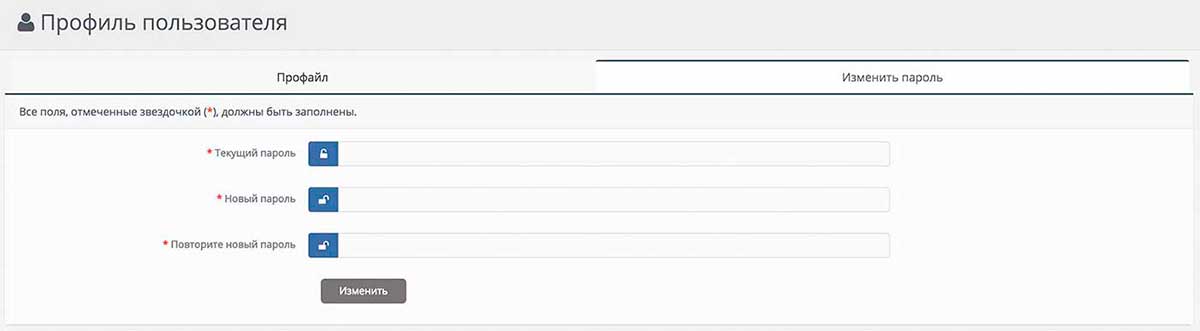 Профиль пользователя
Профайл
Изменить пароль
Все поля, отмеченные звездочкой (*), должны быть заполнены.
* Текущий пароль
* Новый пароль
* Повторите новый пароль
Изменить